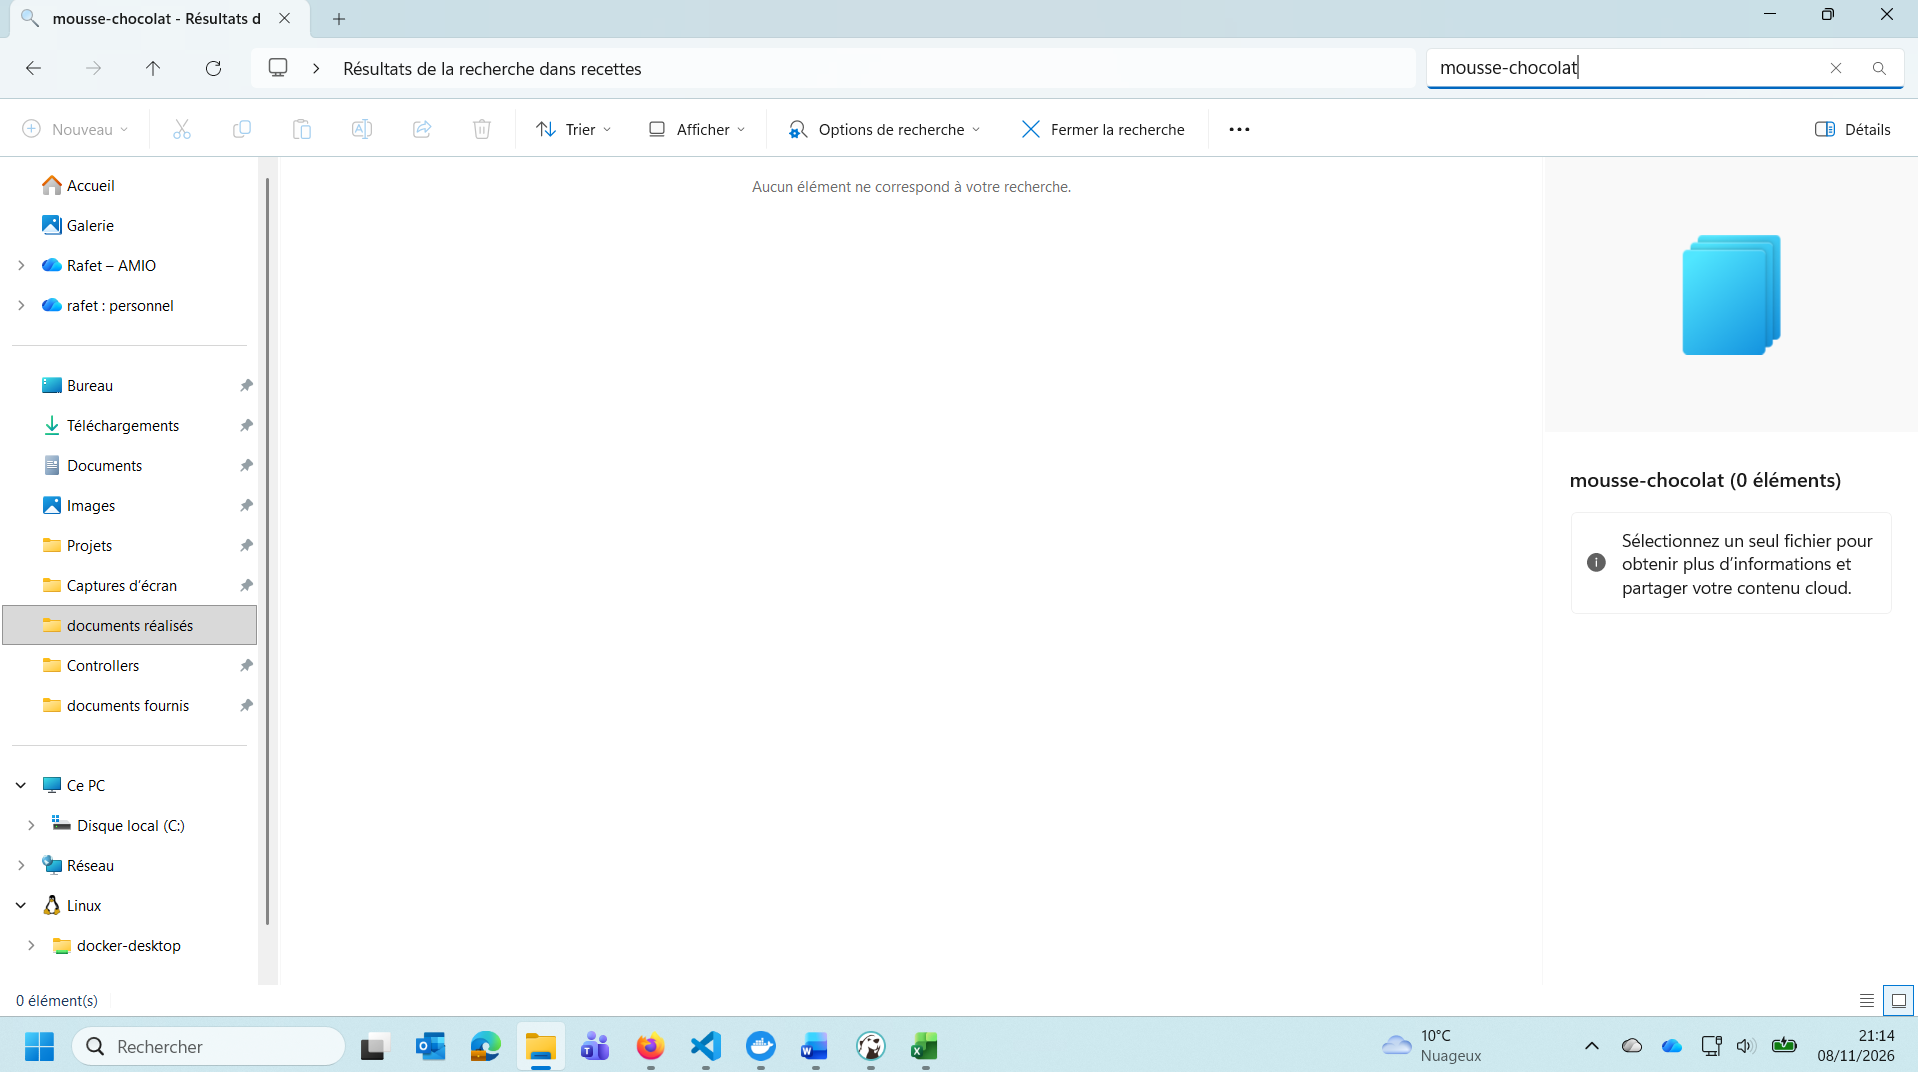 mousse-chocolat - Résultats d
Résultats de la recherche dans recettes
mousse-chocolat
Nouveau
Trier
Afficher
Options de recherche
Fermer la recherche
Détails
Accueil
Galerie
Rafet – AMIO
rafet : personnel
Bureau
Téléchargements
Documents
Images
Projets
Captures d’écran
documents réalisés
Controllers
documents fournis
Ce PC
Disque local (C:)
Réseau
Linux
docker-desktop
Aucun élément ne correspond à votre recherche.
mousse-chocolat (0 éléments)
Sélectionnez un seul fichier pour
obtenir plus d’informations et
partager votre contenu cloud.
0 élément(s)
Rechercher
10°C
Nuageux
21:14
08/11/2026